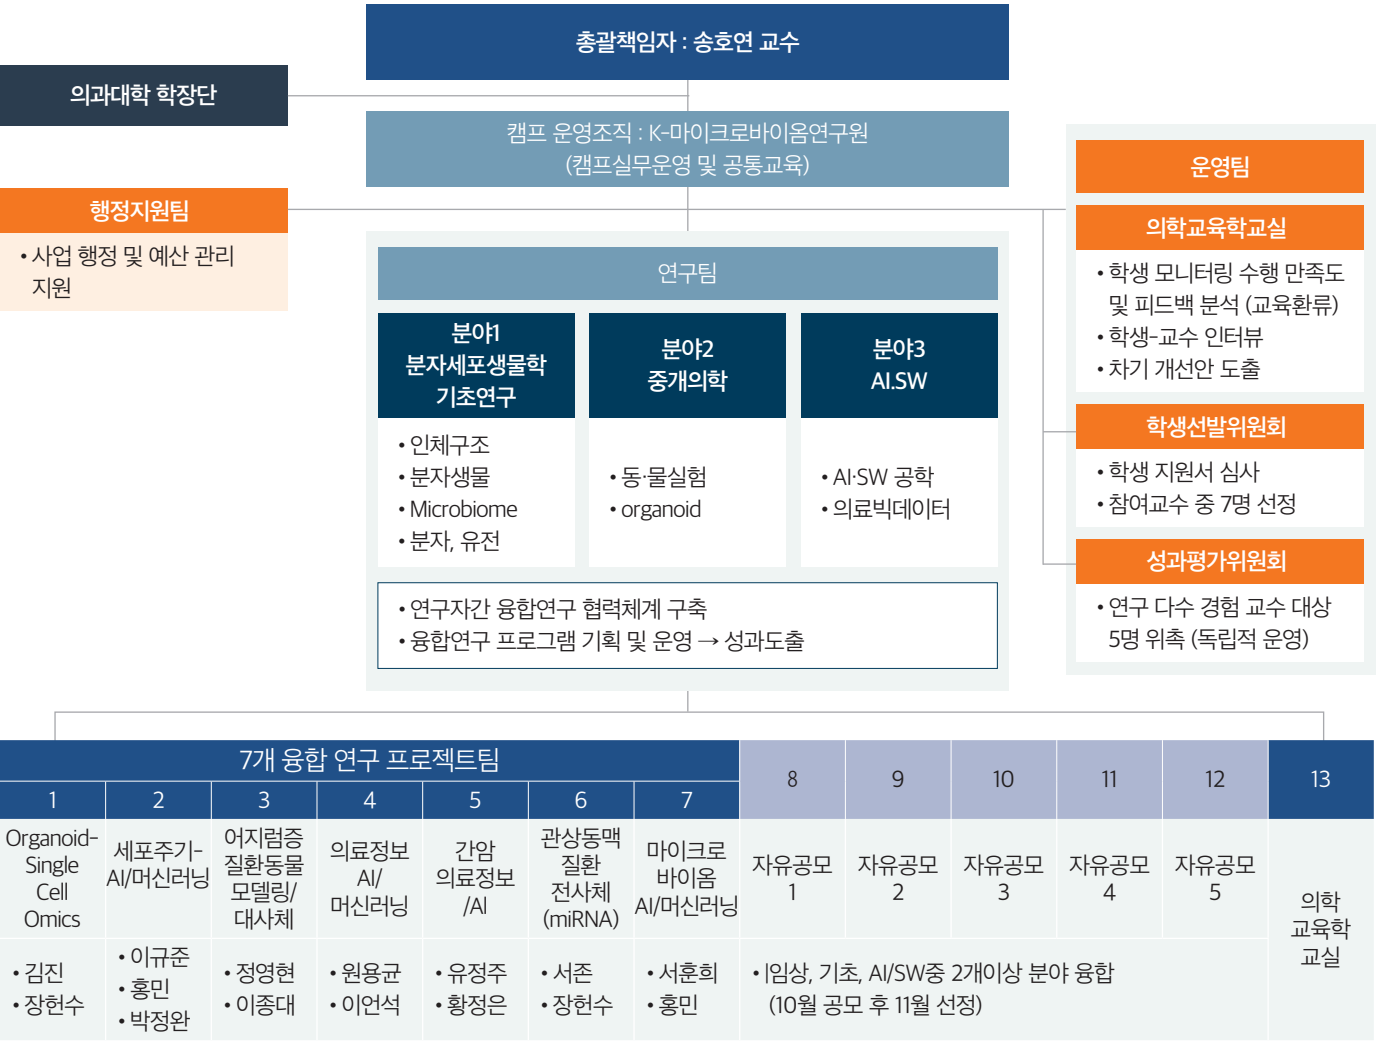 총괄책임자 : 송호연 교수
의과대학 학장단
캠프 운영조직 : K-마이크로바이옴연구원
(캠프실무운영 및 공통교육)
행정지원팀
• 사업 행정 및 예산 관리
지원
운영팀
의학교육학교실
• 학생 모니터링 수행 만족도
및 피드백 분석 (교육환류)
• 학생-교수 인터뷰
• 차기 개선안 도출
학생선발위원회
• 학생 지원서 심사
• 참여교수 중 7명 선정
성과평가위원회
• 연구 다수 경험 교수 대상
5명 위촉 (독립적 운영)
연구팀
분야1
분자세포생물학
기초연구
• 인체구조
• 분자생물
• Microbiome
• 분자, 유전
분야2
중개의학
• 동·물실험
• organoid
분야3
AI.SW
• AI·SW 공학
• 의료빅데이터
• 연구자간 융합연구 협력체계 구축
• 융합연구 프로그램 기획 및 운영 → 성과도출
7개 융합 연구 프로젝트팀
1
2
3
4
5
6
7
8
9
10
11
12
13
Organoid-
Single
Cell
Omics
세포주기-
AI/머신러닝
어지럼증
질환동물
모델링/
대사체
의료정보
AI/
머신러닝
간암
의료정보
/AI
관상동맥
질환
전사체
(miRNA)
마이크로
바이옴
AI/머신러닝
자유공모
1
자유공모
2
자유공모
3
자유공모
4
자유공모
5
의학
교육학
교실
• 김진
• 장헌수
• 이규준
• 홍민
• 박정완
• 정영현
• 이종대
• 원용균
• 이언석
• 유정주
• 황정은
• 서존
• 장헌수
• 서훈희
• 홍민
• |임상, 기초, AI/SW중 2개이상 분야 융합
(10월 공모 후 11월 선정)